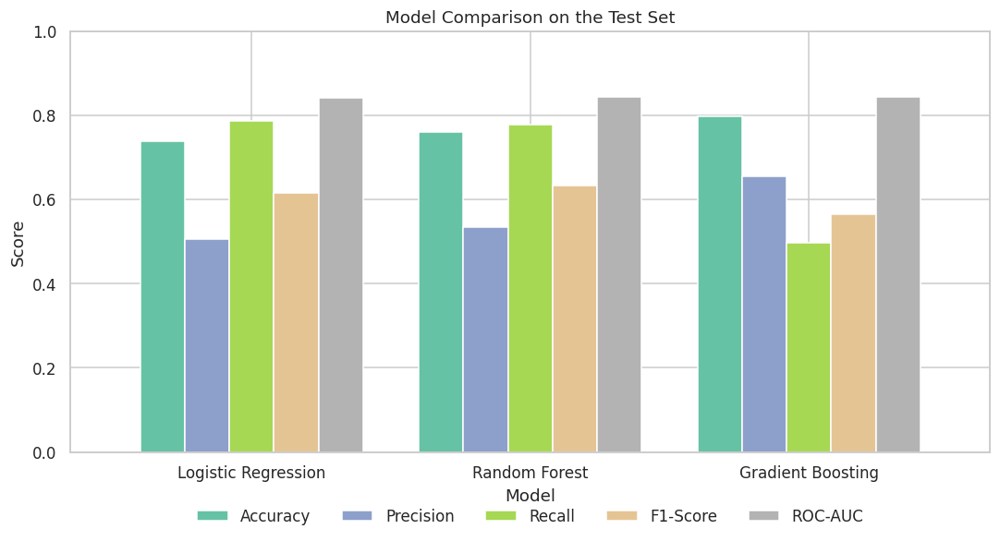 Model Comparison on the Test Set
1.0
0.8
0.6
0.4
0.2
0.0
Score
Logistic Regression Random Forest Gradient Boosting
Model
Accuracy Precision Recall F1-Score ROC-AUC